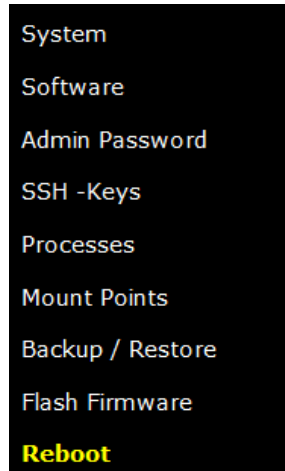 System
Software
Admin Password
SSH -Keys
Processes
Mount Points
Backup / Restore
Flash Firmware
Reboot